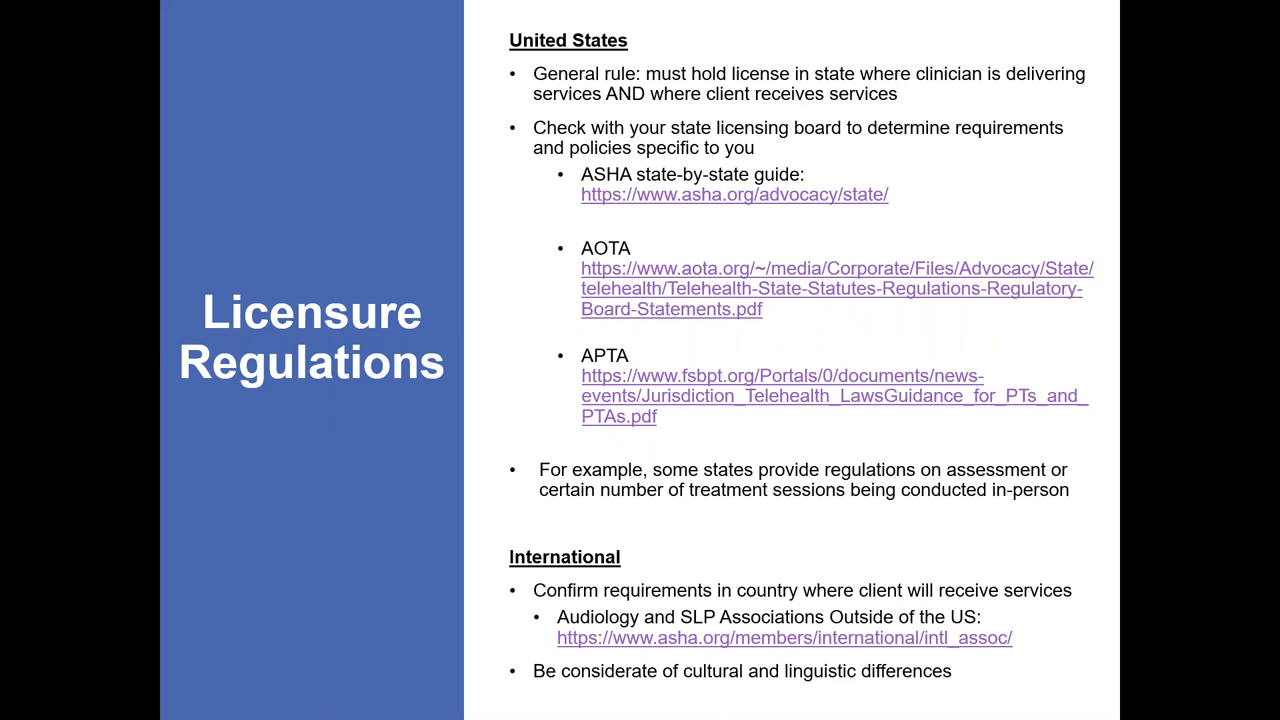 Licensure
Regulations
United States
• General rule: must hold license in state where clinician is delivering
services AND where client receives services
• Check with your state licensing board to determine requirements
and policies specific to you
• ASHA state-by-state guide:
https://www.asha.org/advocacy/state/
• AOTA
https://www.aota.org/~/media/Corporate/Files/Advocacy/State/
telehealth/Telehealth-State-Statutes-Regulations-Regulatory-
Board-Statements.pdf
• APTA
https://www.fsbpt.org/Portals/0/documents/news-
events/Jurisdiction_Telehealth_LawsGuidance_for_PTs_and_
PTAs.pdf
• For example, some states provide regulations on assessment or
certain number of treatment sessions being conducted in-person
International
• Confirm requirements in country where client will receive services
• Audiology and SLP Associations Outside of the US:
https://www.asha.org/members/international/intl_assoc/
• Be considerate of cultural and linguistic differences